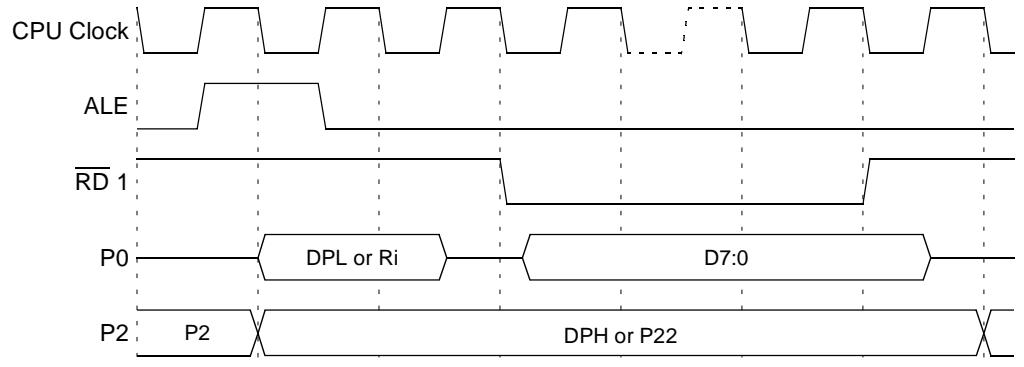 CPU Clock
ALE
RD 1
P0
DPL or Ri
D7:0
P2
P2
DPH or P22